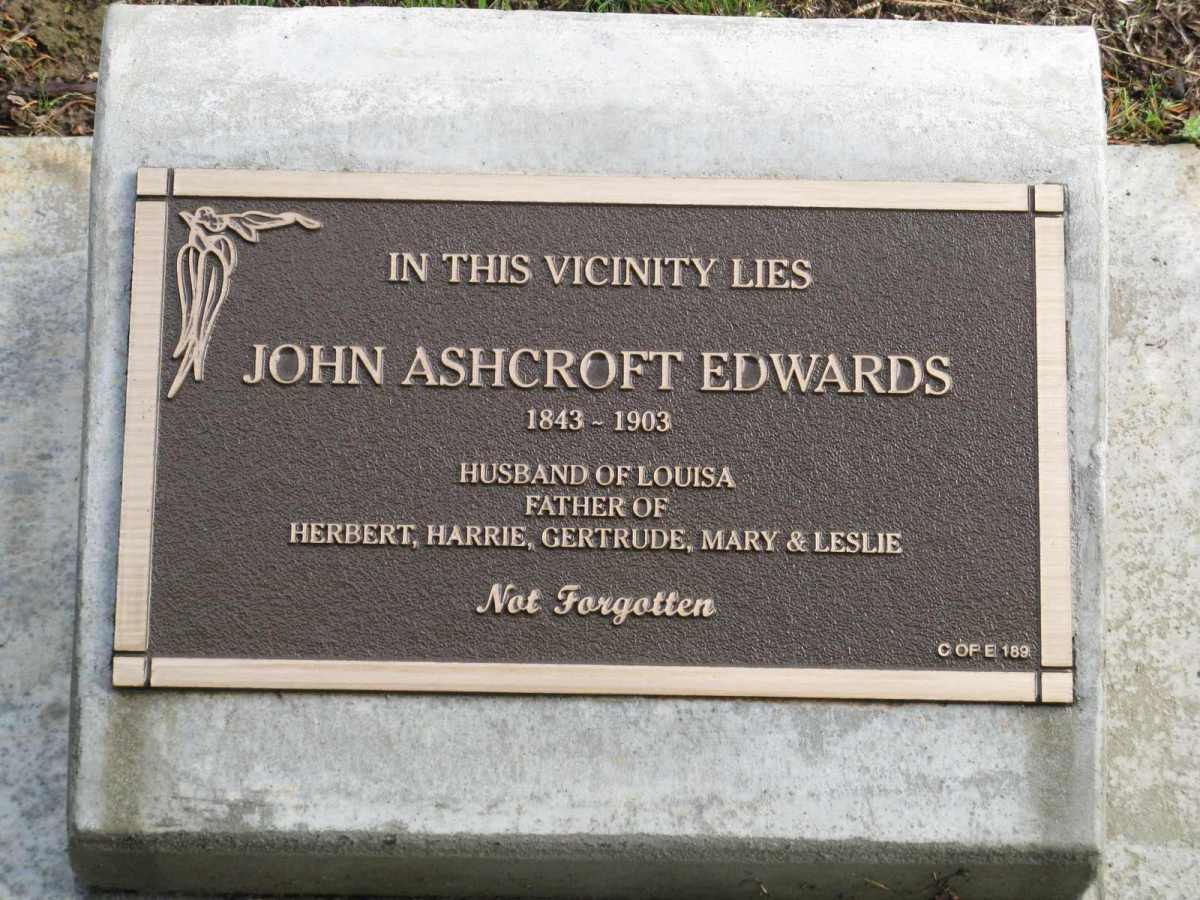 IN THIS VICINITY LIES
JOHN ASHCROFT EDWARDS
1843 ~ 1903
HUSBAND OF LOUISA
FATHER OF
HERBERT, HARRIE, GERTRUDE, MARY & LESLIE
Not Forgotten
C OF E 189